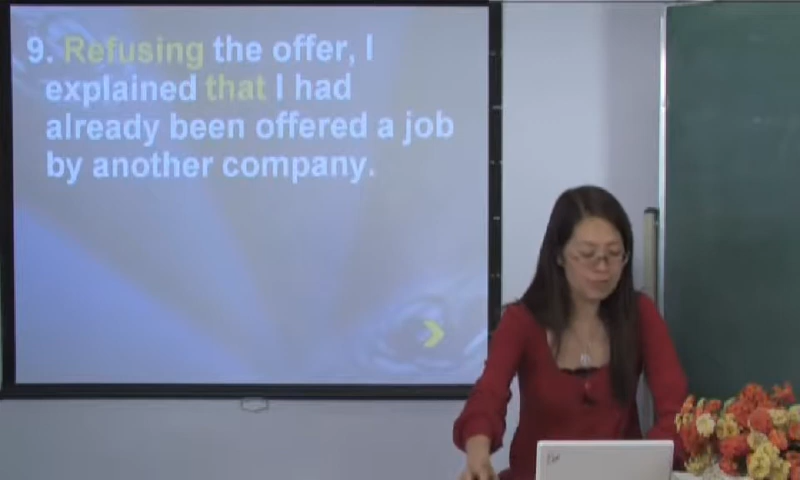 9. Refusing the offer, I
explained that I had
already been offered a job
by another company.